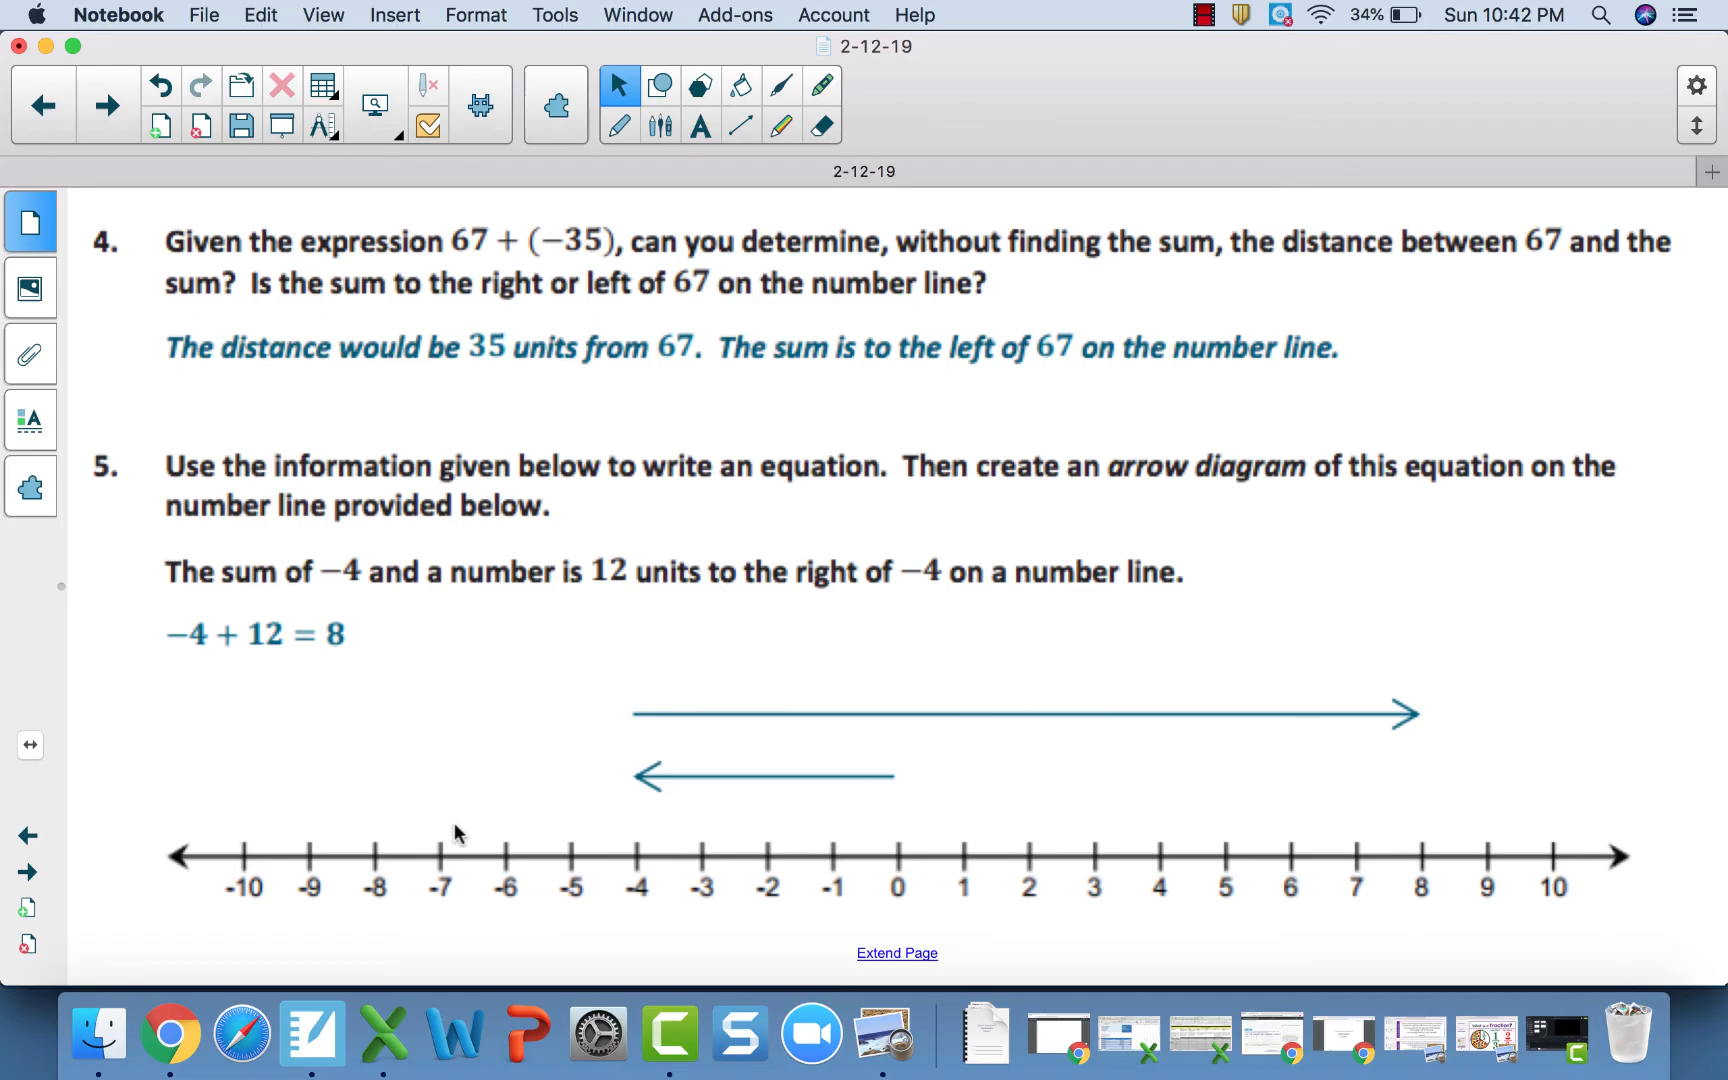 Notebook File Edit View Insert Format Tools Window Add-ons Account Help 34% Sun 10:42 PM
2-12-19
2-12-19
4. Given the expression 67 + (−35), can you determine, without finding the sum, the distance between 67 and the
sum? Is the sum to the right or left of 67 on the number line?
The distance would be 35 units from 67. The sum is to the left of 67 on the number line.
5. Use the information given below to write an equation. Then create an arrow diagram of this equation on the
number line provided below.
The sum of −4 and a number is 12 units to the right of −4 on a number line.
−4 + 12 = 8
-10 -9 -8 -7 -6 -5 -4 -3 -2 -1 0 1 2 3 4 5 6 7 8 9 10
Extend Page